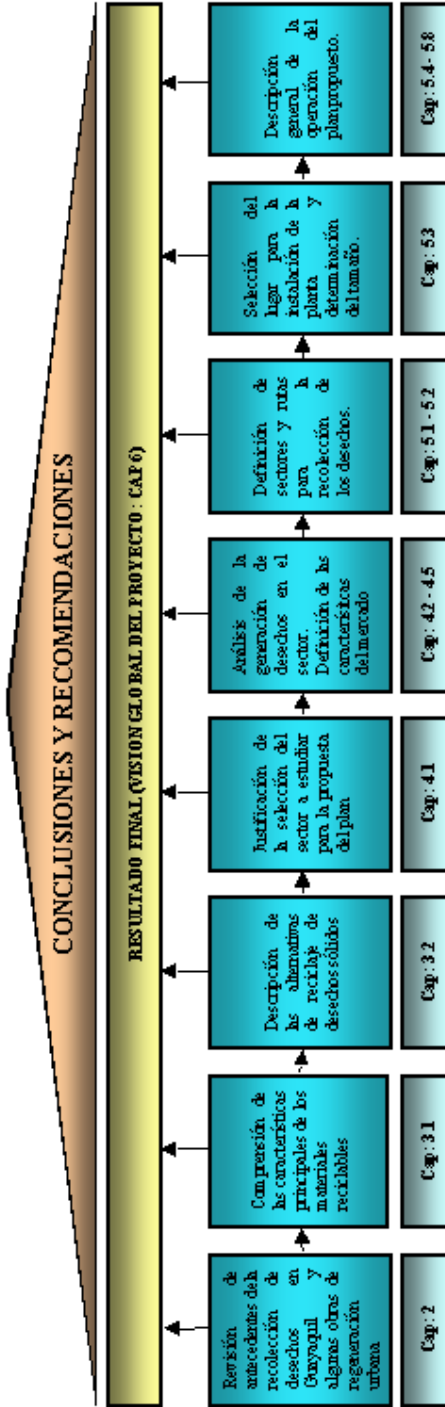 CONCLUSIONES Y RECOMENDACIONES
RESULTADO FINAL (VISION GLOBAL DEL PROYECTO : CAP 6)
Revisión de
antecedentes de la
recolección de
desechos en
Guayaquil y
algunas obras de
regeneración
urbana
Comprensión de
las características
principales de los
materiales
reciclables
Descripción de
las alternativas
de reciclaje de
desechos sólidos
Justificación de
la selección del
sector a estudiar
para la propuesta
del plan
Análisis de la
generación de
desechos en el
sector.
Definición de las
características
del mercado
Definición de
sectores y rutas
para la
recolección de
los desechos.
Selección del
lugar para la
instalación de la
planta y
determinación
del tamaño.
Descripción
general de la
operación del
plan propuesto.
Cap: 2
Cap: 3.1
Cap: 3.2
Cap: 4.1
Cap: 4.2 - 4.5
Cap: 5.1 - 5.2
Cap: 5.3
Cap: 5.4 - 5.8